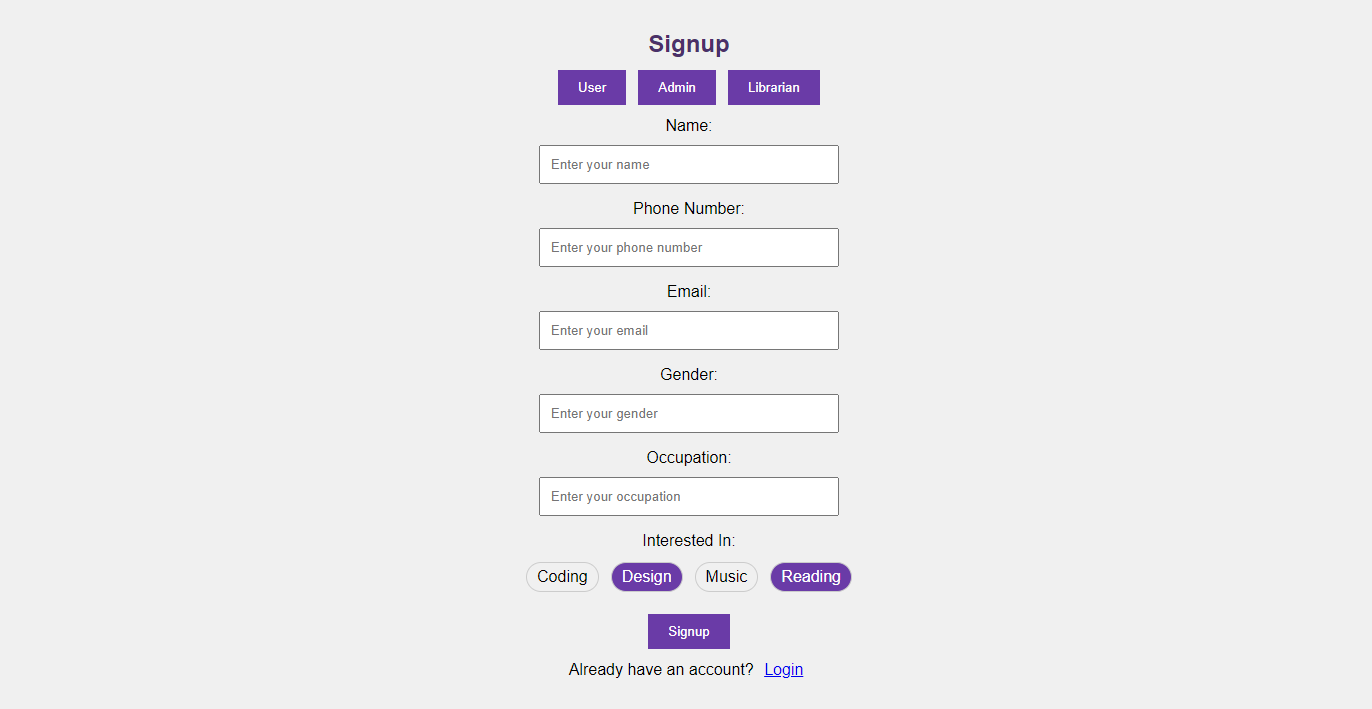 Signup
User Admin Librarian
Name:
Enter your name
Phone Number:
Enter your phone number
Email:
Enter your email
Gender:
Enter your gender
Occupation:
Enter your occupation
Interested In:
Coding Design Music Reading
Signup
Already have an account? Login